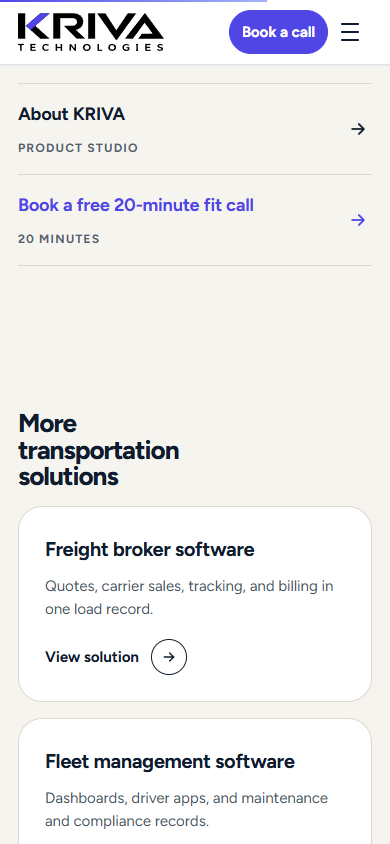 KRIVA
TECHNOLOGIES
Book a call
About KRIVA
PRODUCT STUDIO
Book a free 20-minute fit call
20 MINUTES
More
transportation
solutions
Freight broker software
Quotes, carrier sales, tracking, and billing in
one load record.
View solution
Fleet management software
Dashboards, driver apps, and maintenance
and compliance records.